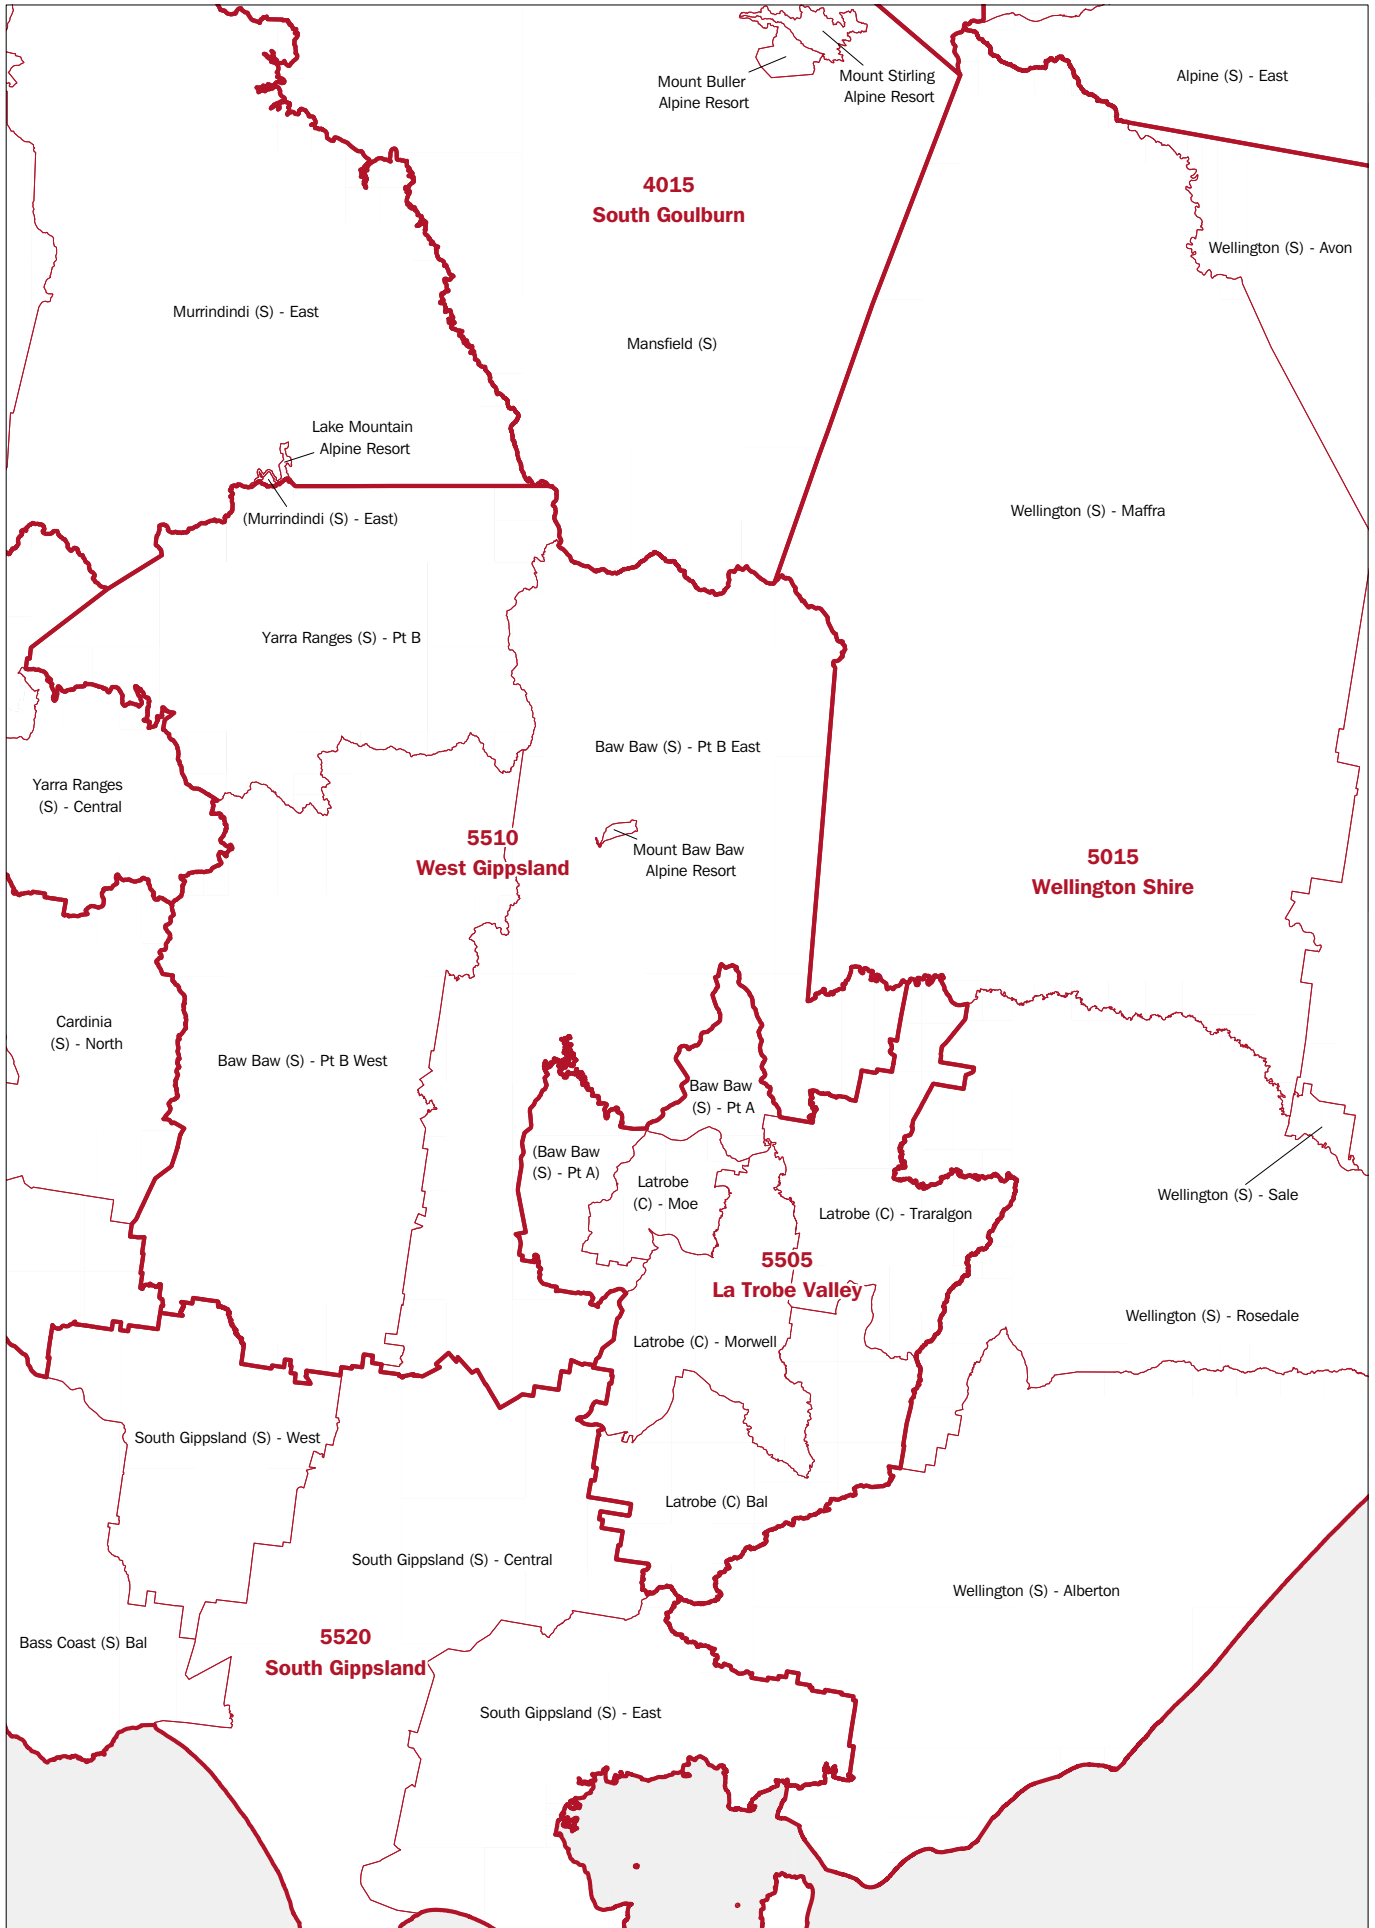 Mount Buller
Alpine Resort
Mount Stirling
Alpine Resort
Alpine (S) - East
4015
South Goulburn
Wellington (S) - Avon
Murrindindi (S) - East
Mansfield (S)
Lake Mountain
Alpine Resort
(Murrindindi (S) - East)
Wellington (S) - Maffra
Yarra Ranges (S) - Pt B
Baw Baw (S) - Pt B East
Yarra Ranges
(S) - Central
5510
West Gippsland
Mount Baw Baw
Alpine Resort
5015
Wellington Shire
Cardinia
(S) - North
Baw Baw (S) - Pt B West
Baw Baw
(S) - Pt A
(Baw Baw
(S) - Pt A)
Latrobe
(C) - Moe
Latrobe (C) - Traralgon
Wellington (S) - Sale
5505
La Trobe Valley
Wellington (S) - Rosedale
Latrobe (C) - Morwell
South Gippsland (S) - West
Latrobe (C) Bal
South Gippsland (S) - Central
Wellington (S) - Alberton
Bass Coast (S) Bal
5520
South Gippsland
South Gippsland (S) - East